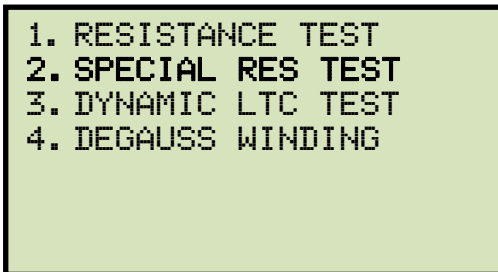 1. RESISTANCE TEST
2. SPECIAL RES TEST
3. DYNAMIC LTC TEST
4. DEGAUSS WINDING